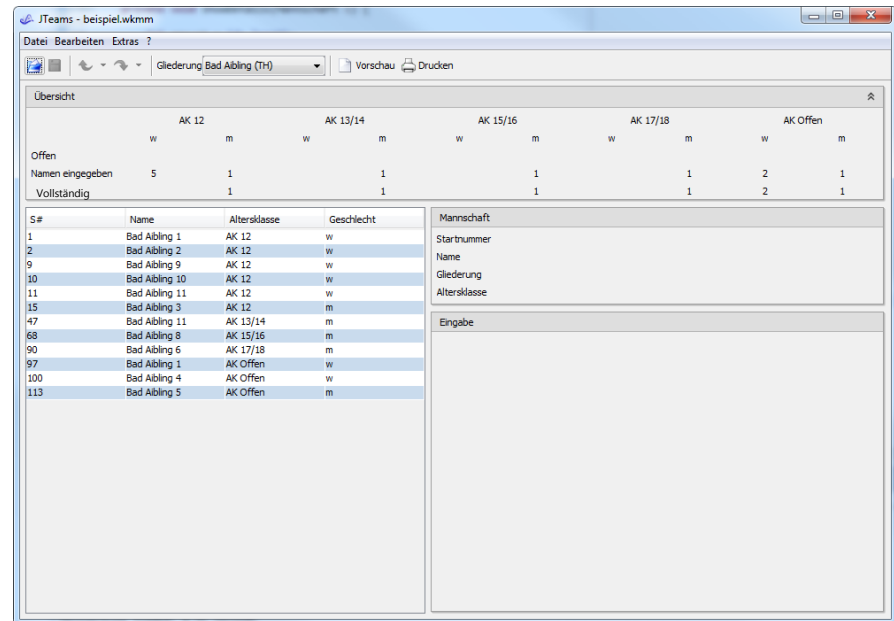 JTeams - beispiel.wkmm
Datei Bearbeiten Extras ?
Gliederung Bad Aibling (TH) Vorschau Drucken
Übersicht
AK 12 AK 13/14 AK 15/16 AK 17/18 AK Offen
w m w m w m w m w m
Offen
Namen eingegeben 5 1 1 1 1 2 1
Vollständig 1 1 1 2 1
S# Name Altersklasse Geschlecht
1 Bad Aibling 1 AK 12 w
2 Bad Aibling 2 AK 12 w
9 Bad Aibling 9 AK 12 w
10 Bad Aibling 10 AK 12 w
11 Bad Aibling 11 AK 12 w
15 Bad Aibling 3 AK 12 m
47 Bad Aibling 11 AK 13/14 m
68 Bad Aibling 8 AK 15/16 m
90 Bad Aibling 6 AK 17/18 m
97 Bad Aibling 1 AK Offen w
100 Bad Aibling 4 AK Offen w
113 Bad Aibling 5 AK Offen m
Mannschaft
Startnummer
Name
Gliederung
Altersklasse
Eingabe